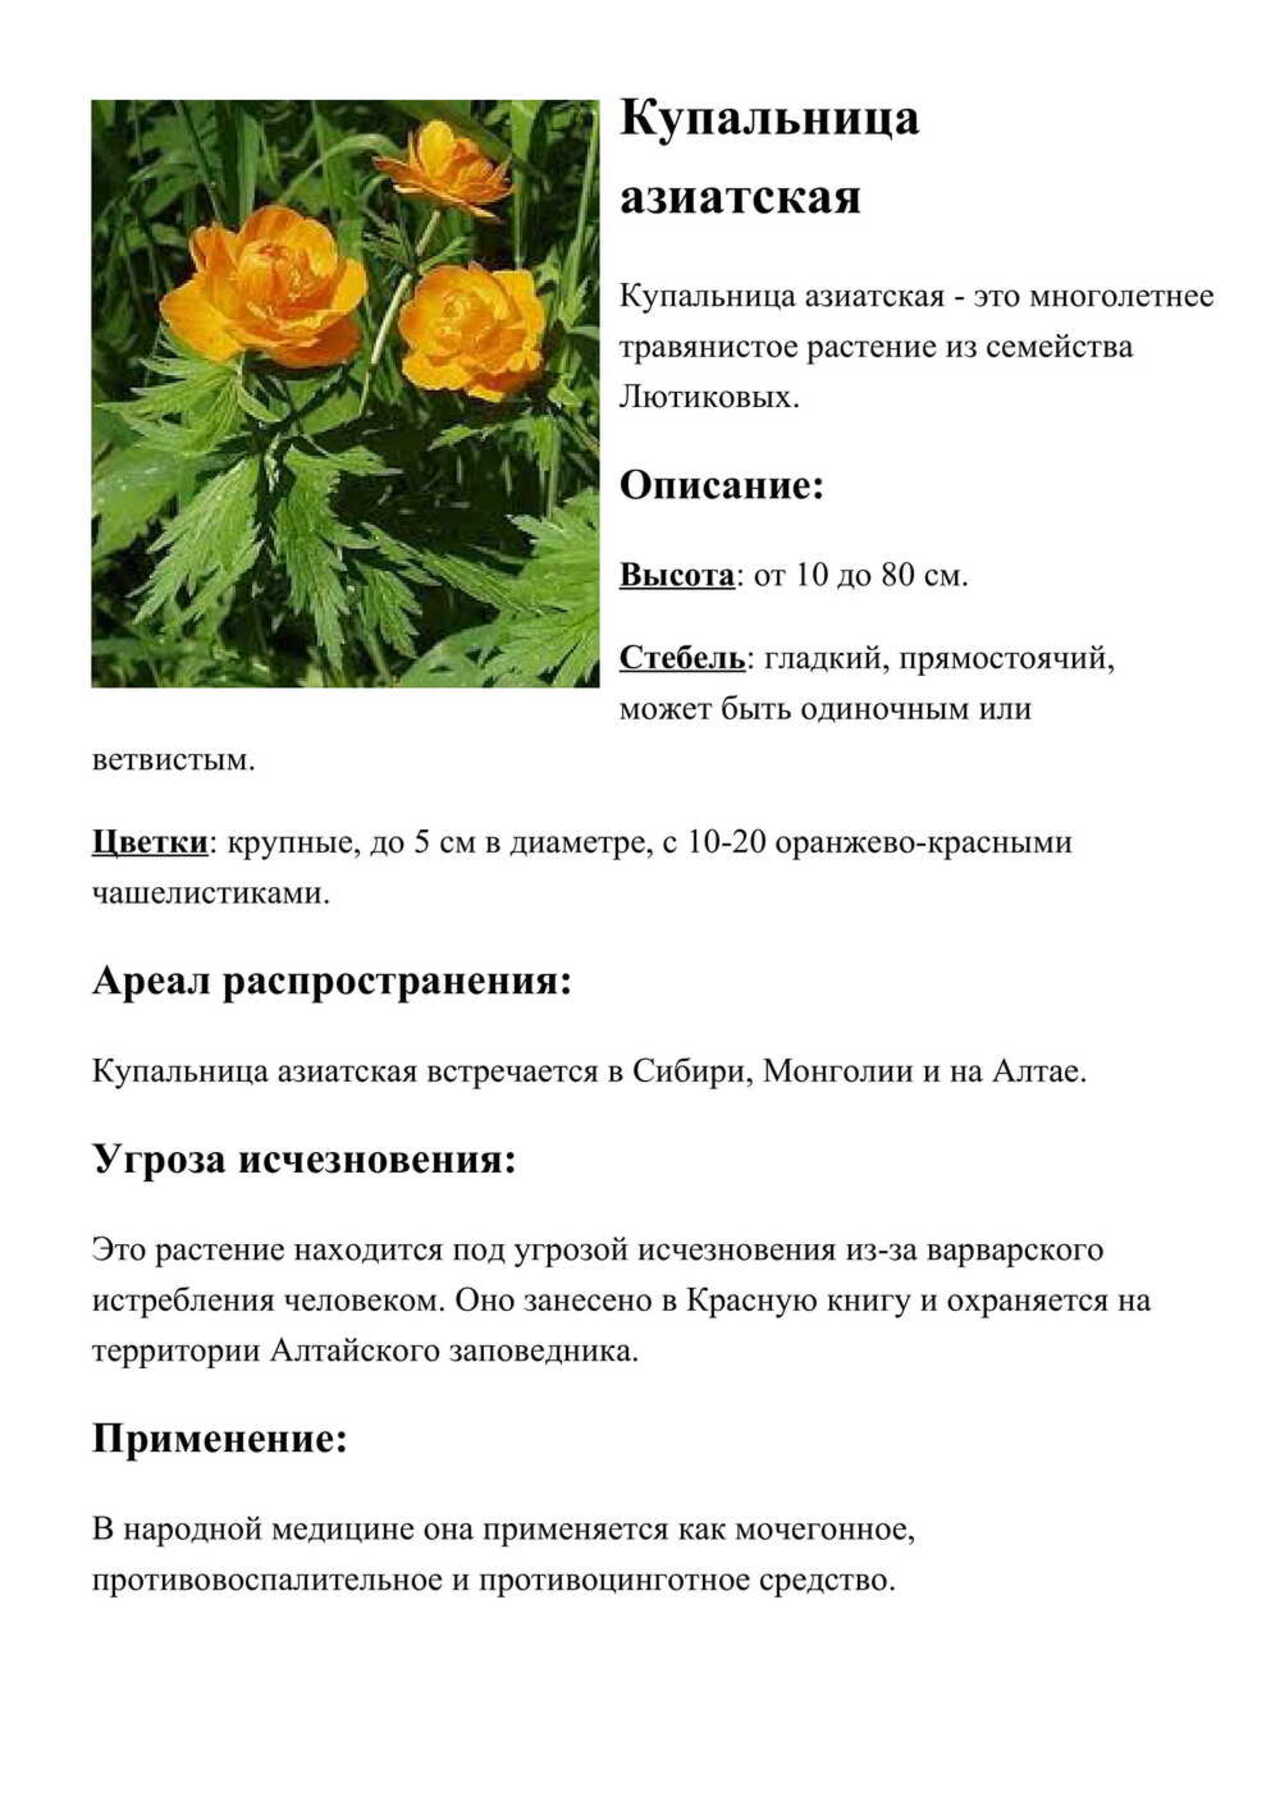 Купальница
азиатская
Купальница азиатская - это многолетнее
травянистое растение из семейства
Лютиковых.
Описание:
Высота: от 10 до 80 см.
Стебель: гладкий, прямостоячий,
может быть одиночным или
ветвистым.
Цветки: крупные, до 5 см в диаметре, с 10-20 оранжево-красными
чашелистиками.
Ареал распространения:
Купальница азиатская встречается в Сибири, Монголии и на Алтае.
Угроза исчезновения:
Это растение находится под угрозой исчезновения из-за варварского
истребления человеком. Оно занесено в Красную книгу и охраняется на
территории Алтайского заповедника.
Применение:
В народной медицине она применяется как мочегонное,
противовоспалительное и противоцинготное средство.